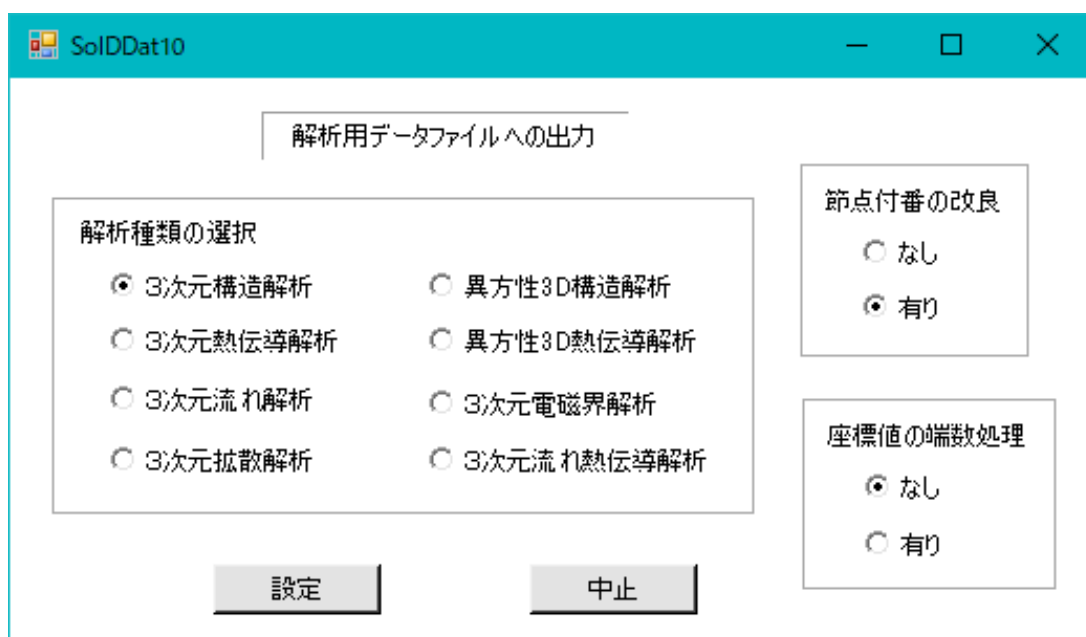 SolDDat10
解析用データファイルへの出力
解析種類の選択
３次元構造解析
異方性3D構造解析
３次元熱伝導解析
異方性3D熱伝導解析
３次元流れ解析
３次元電磁界解析
３次元拡散解析
３次元流れ熱伝導解析
節点付番の改良
なし
有り
座標値の端数処理
なし
有り
設定
中止